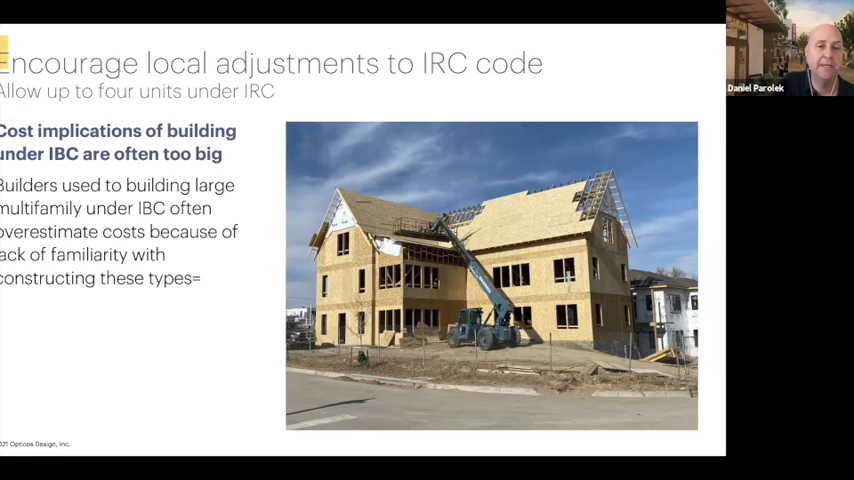 Encourage local adjustments to IRC code
Allow up to four units under IRC
Cost implications of building
under IBC are often too big
Builders used to building large
multifamily under IBC often
overestimate costs because of
lack of familiarity with
constructing these types=
2021 Opticos Design, Inc.
Daniel Parolek